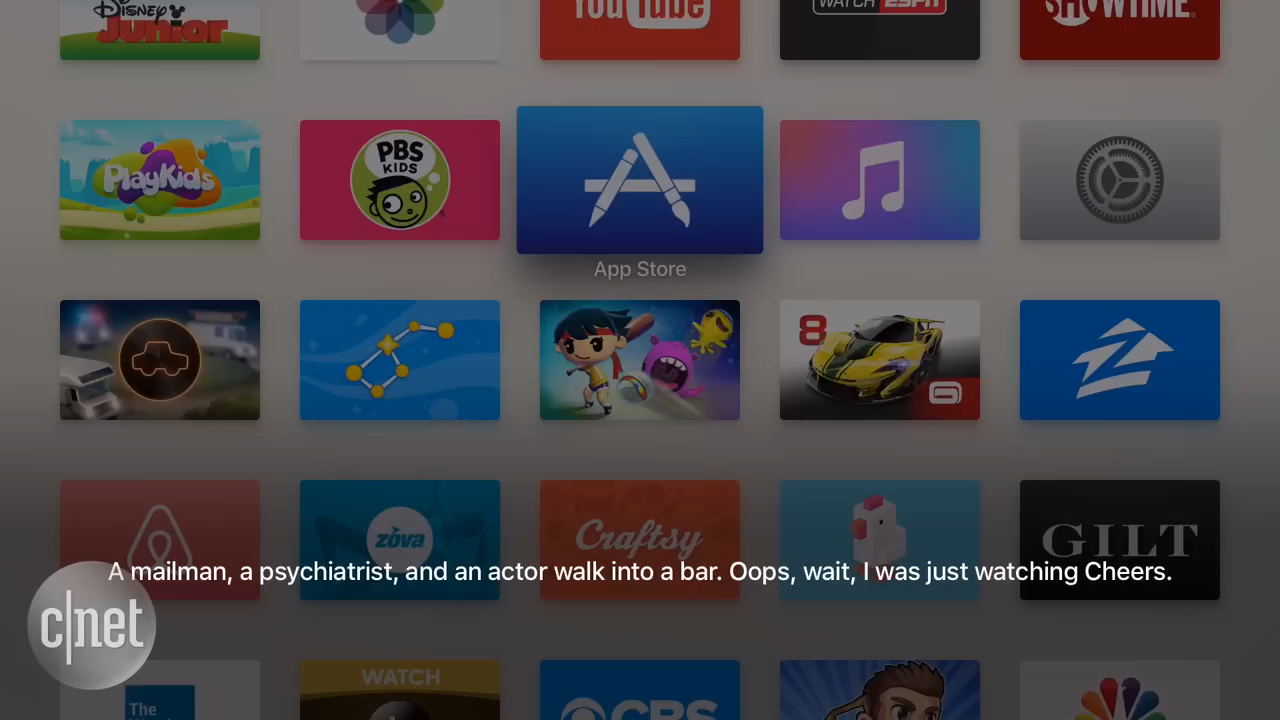 Disney
Junior
YouTube
WATCH ESPN
SHOWTIME
PlayKids
PBS
KIDS
App Store
8
zova
Craftsy
GILT
A mailman, a psychiatrist, and an actor walk into a bar. Oops, wait, I was just watching Cheers.
c|net
The
WATCH
CBS